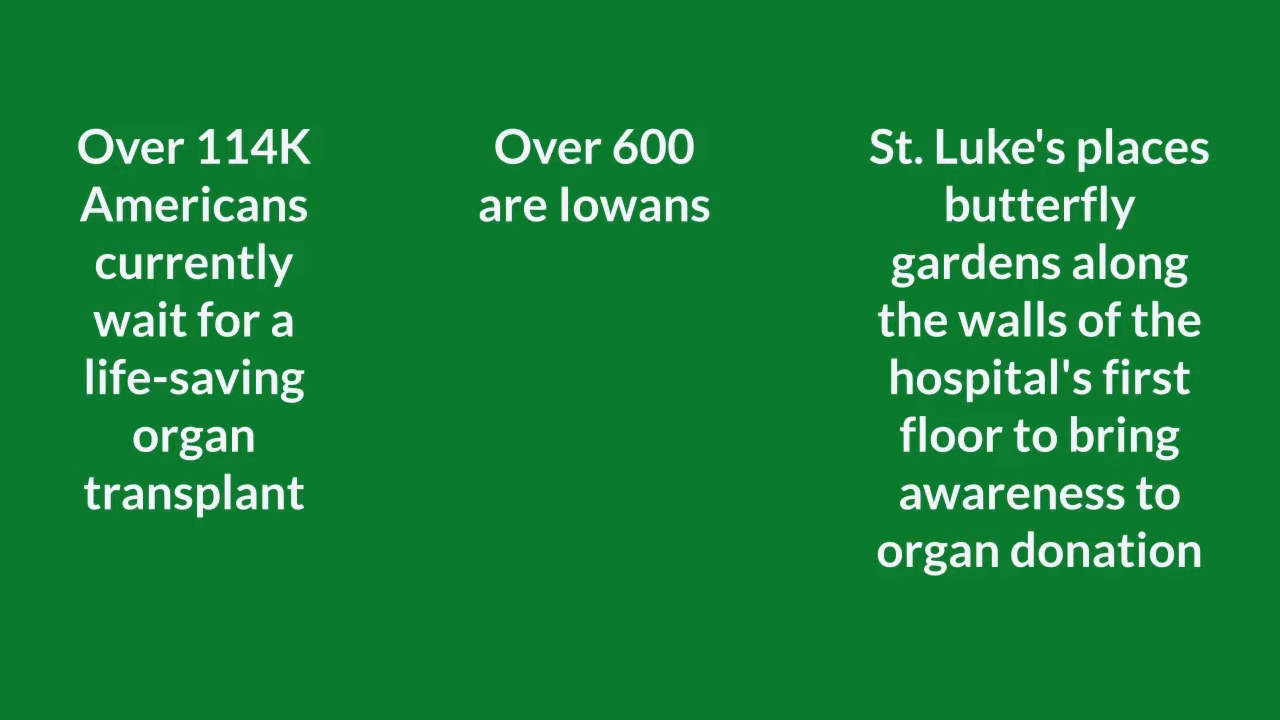 Over 114K
Americans
currently
wait for a
life-saving
organ
transplant
Over 600
are Iowans
St. Luke's places
butterfly
gardens along
the walls of the
hospital's first
floor to bring
awareness to
organ donation